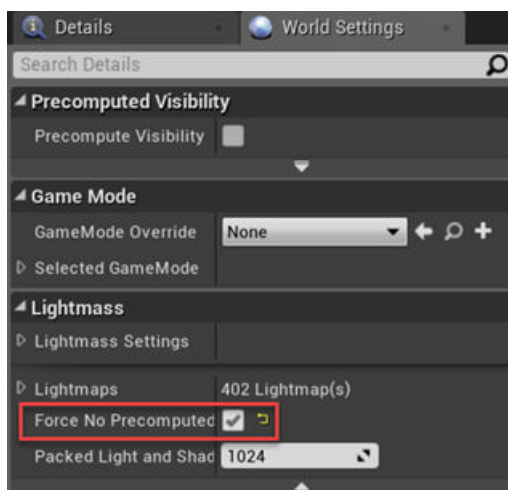 Details
World Settings
Search Details
Precomputed Visibility
Precompute Visibility
Game Mode
GameMode Override None
Selected GameMode
Lightmass
Lightmass Settings
Lightmaps 402 Lightmap(s)
Force No Precomputed
Packed Light and Shad 1024